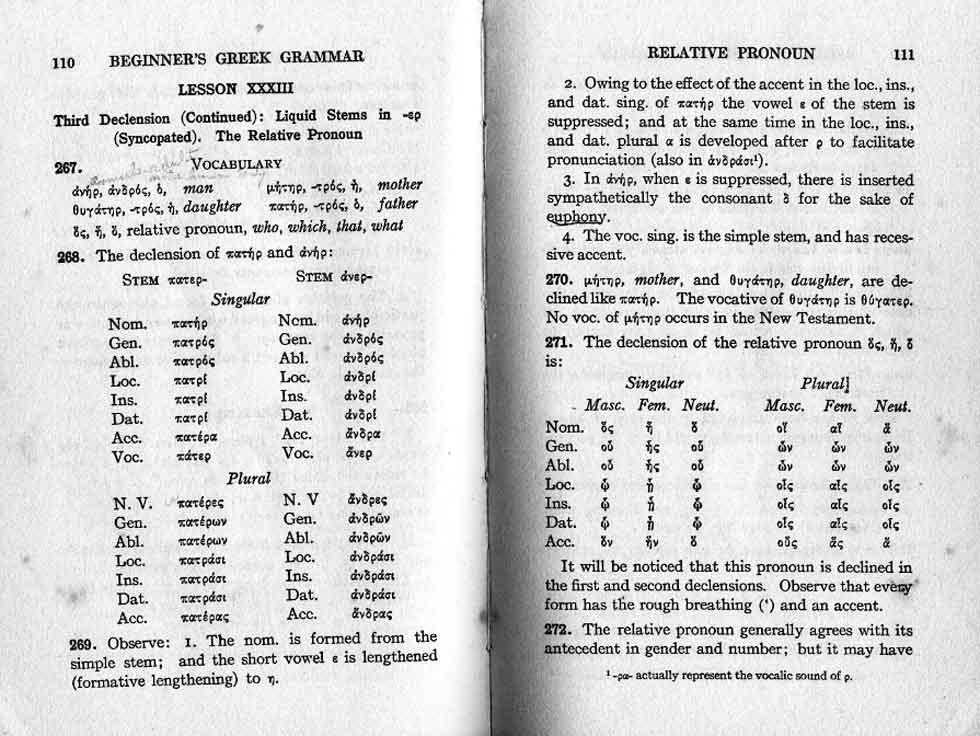 110 BEGINNER'S GREEK GRAMMAR
LESSON XXXIII
Third Declension (Continued): Liquid Stems in -ερ
(Syncopated). The Relative Pronoun
267. VOCABULARY
ἀνήρ, ἀνδρός, ὁ, man μήτηρ, -τρός, ἡ, mother
θυγάτηρ, -τρός, ἡ, daughter πατήρ, -τρός, ὁ, father
ὅς, ἥ, ὅ, relative pronoun, who, which, that, what
268. The declension of πατήρ and ἀνήρ:
STEM πατερ- STEM ἀνερ-
Singular
Nom. πατήρ Nom. ἀνήρ
Gen. πατρός Gen. ἀνδρός
Abl. πατρός Abl. ἀνδρός
Loc. πατρί Loc. ἀνδρί
Ins. πατρί Ins. ἀνδρί
Dat. πατρί Dat. ἀνδρί
Acc. πατέρα Acc. ἄνδρα
Voc. πάτερ Voc. ἄνερ
Plural
N. V. πατέρες N. V ἄνδρες
Gen. πατέρων Gen. ἀνδρῶν
Abl. πατέρων Abl. ἀνδρῶν
Loc. πατράσι Loc. ἀνδράσι
Ins. πατράσι Ins. ἀνδράσι
Dat. πατράσι Dat. ἀνδράσι
Acc. πατέρας Acc. ἄνδρας
269. Observe: 1. The nom. is formed from the
simple stem; and the short vowel ε is lengthened
(formative lengthening) to η.
RELATIVE PRONOUN 111
2. Owing to the effect of the accent in the loc., ins.,
and dat. sing. of πατήρ the vowel ε of the stem is
suppressed; and at the same time in the loc., ins.,
and dat. plural α is developed after ρ to facilitate
pronunciation (also in ἀνδράσι¹).
3. In ἀνήρ, when ε is suppressed, there is inserted
sympathetically the consonant δ for the sake of
euphony.
4. The voc. sing. is the simple stem, and has reces-
sive accent.
270. μήτηρ, mother, and θυγάτηρ, daughter, are de-
clined like πατήρ. The vocative of θυγάτηρ is θύγατερ.
No voc. of μήτηρ occurs in the New Testament.
271. The declension of the relative pronoun ὅς, ἥ, ὅ
is:
Singular Plural
Masc. Fem. Neut. Masc. Fem. Neut.
Nom. ὅς ἥ ὅ οἵ αἵ ἅ
Gen. οὗ ἧς οὗ ὧν ὧν ὧν
Abl. οὗ ἧς οὗ ὧν ὧν ὧν
Loc. ᾧ ᾗ ᾧ οἷς αἷς οἷς
Ins. ᾧ ᾗ ᾧ οἷς αἷς οἷς
Dat. ᾧ ᾗ ᾧ οἷς αἷς οἷς
Acc. ὅν ἥν ὅ οὕς ἅς ἅ
It will be noticed that this pronoun is declined in
the first and second declensions. Observe that every
form has the rough breathing (‛) and an accent.
272. The relative pronoun generally agrees with its
antecedent in gender and number; but it may have
¹ -ρα- actually represent the vocalic sound of ρ.